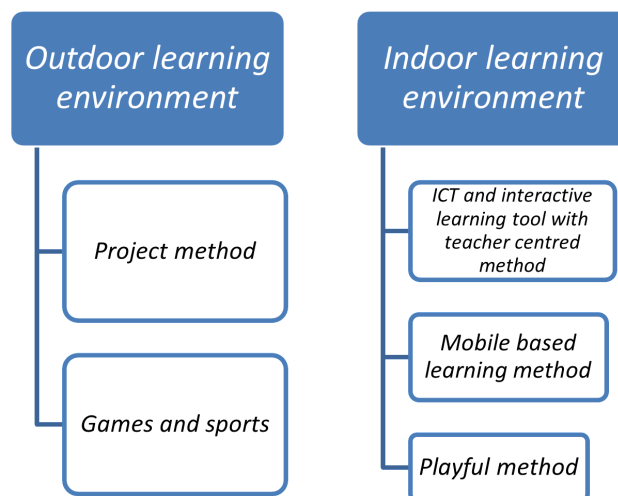 Outdoor learning
environment
Project method
Games and sports
Indoor learning
environment
ICT and interactive
learning tool with
teacher centred
method
Mobile based
learning method
Playful method